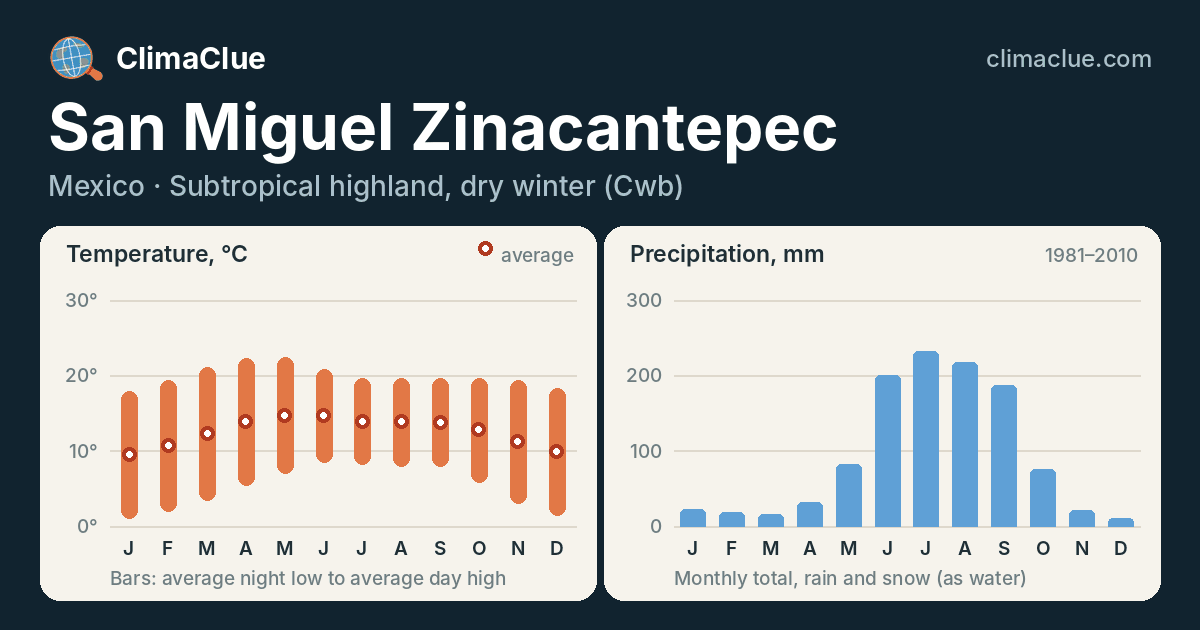 ClimaClue
climaclue.com
San Miguel Zinacantepec
Mexico · Subtropical highland, dry winter (Cwb)
Temperature, °C
average
30°
20°
10°
0°
J F M A M J J A S O N D
Bars: average night low to average day high
Precipitation, mm
1981–2010
300
200
100
0
J F M A M J J A S O N D
Monthly total, rain and snow (as water)